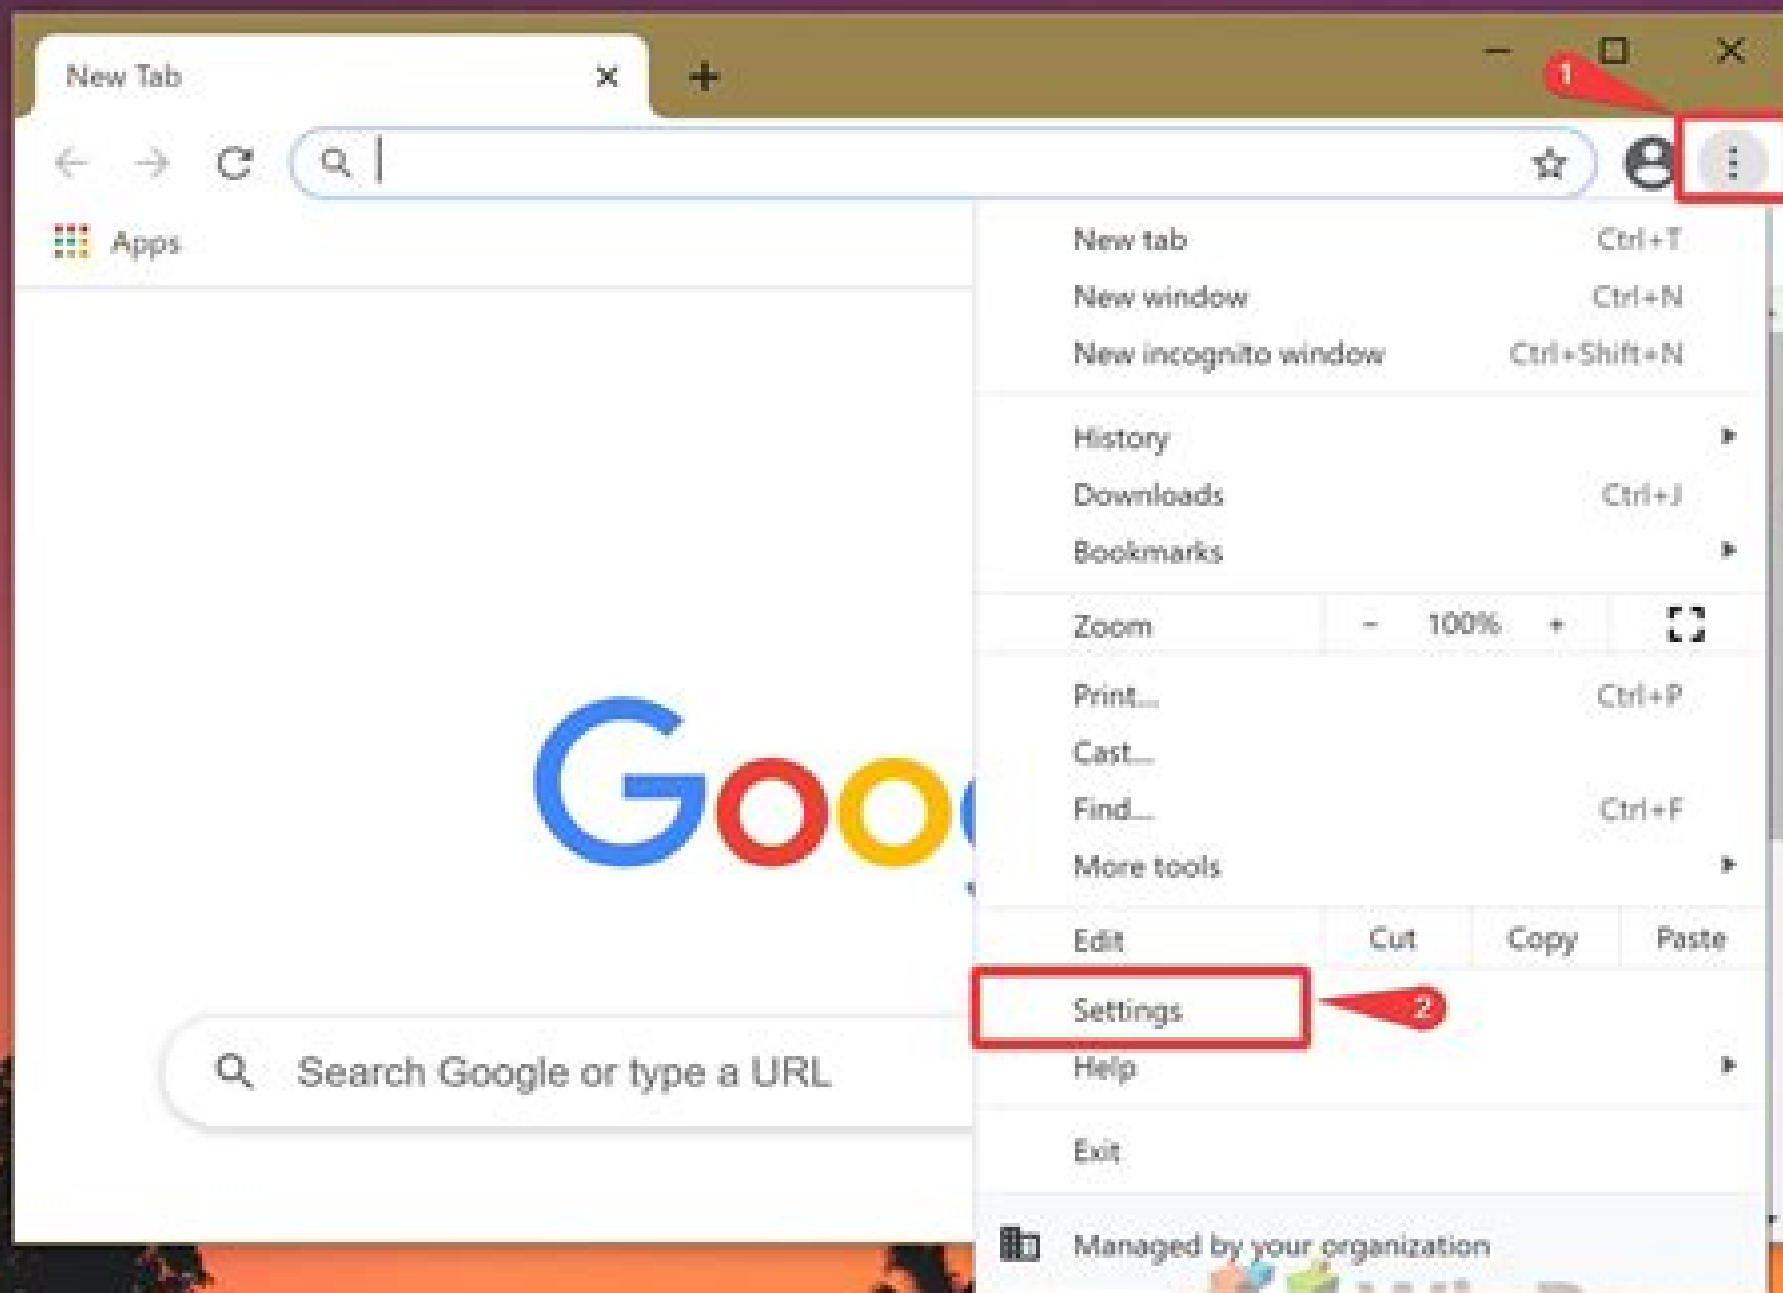 New Tab
1
Apps
New tab Ctrl+T
New window Ctrl+N
New incognito window Ctrl+Shift+N
History
Downloads Ctrl+J
Bookmarks
Zoom - 100% +
Print... Ctrl+P
Cast...
Find... Ctrl+F
More tools
Goo
Edit Cut Copy Paste
Settings 2
Search Google or type a URL
Help
Exit
Managed by your organization